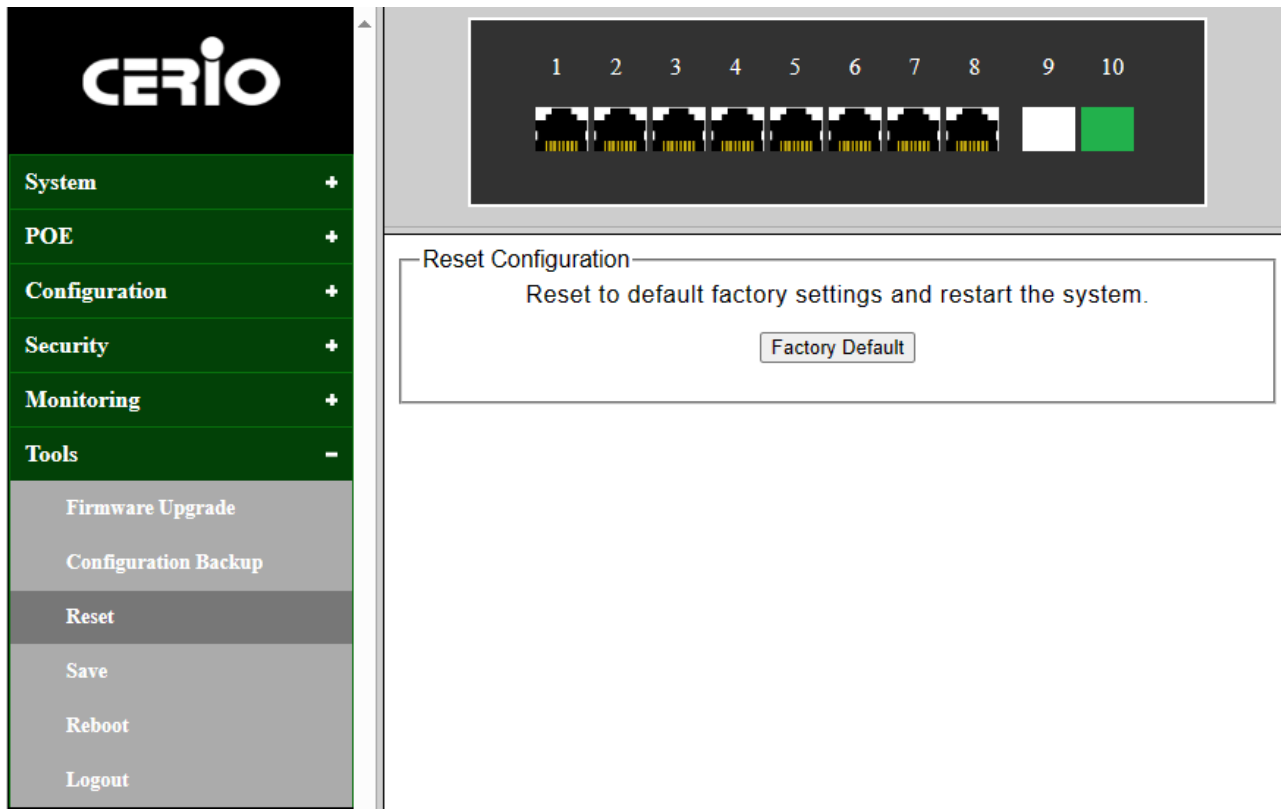 CERIO
System
POE
Configuration
Security
Monitoring
Tools
Firmware Upgrade
Configuration Backup
Reset
Save
Reboot
Logout
1 2 3 4 5 6 7 8 9 10
Reset Configuration
Reset to default factory settings and restart the system.
Factory Default